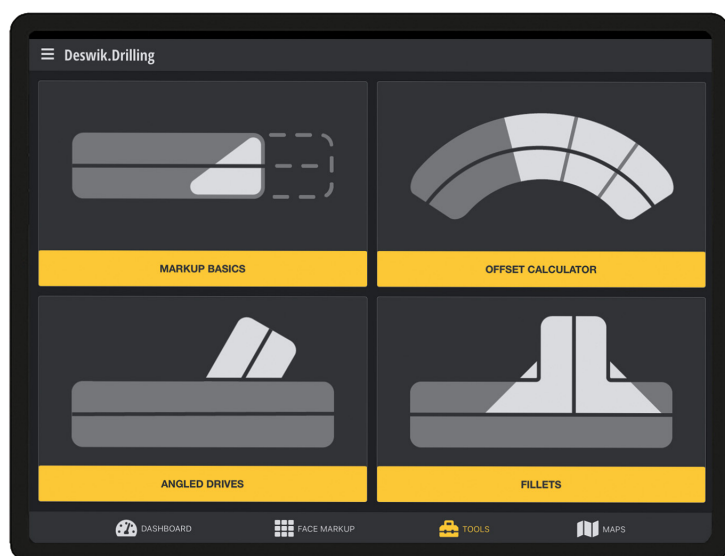 Deswik.Drilling
MARKUP BASICS
OFFSET CALCULATOR
ANGLED DRIVES
FILLETS
DASHBOARD
FACE MARKUP
TOOLS
MAPS